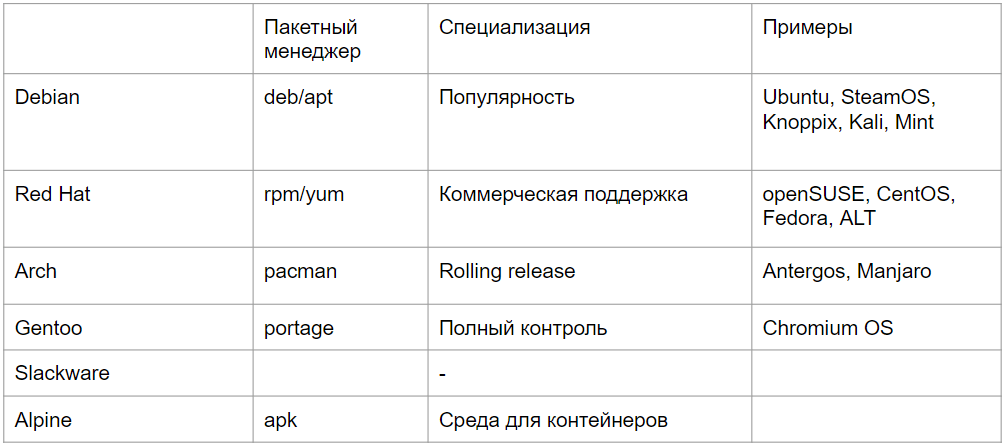 Пакетный менеджер Специализация Примеры
Debian deb/apt Популярность Ubuntu, SteamOS, Knoppix, Kali, Mint
Red Hat rpm/yum Коммерческая поддержка openSUSE, CentOS, Fedora, ALT
Arch pacman Rolling release Antergos, Manjaro
Gentoo portage Полный контроль Chromium OS
Slackware -
Alpine apk Среда для контейнеров